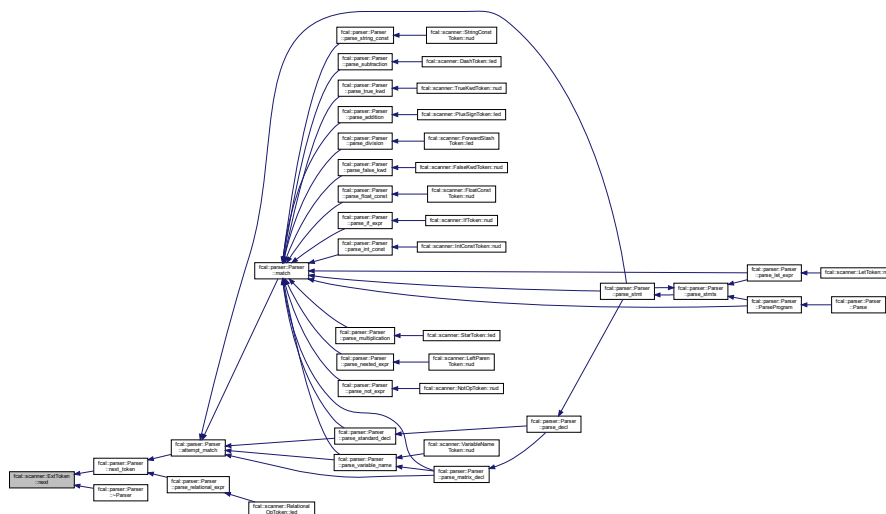 fcal::parser::Parser
::parse_string_const
fcal::scanner::StringConst
Token::nud
fcal::parser::Parser
::parse_subtraction
fcal::scanner::DashToken::led
fcal::parser::Parser
::parse_true_kwd
fcal::scanner::TrueKwdToken::nud
fcal::parser::Parser
::parse_addition
fcal::scanner::PlusSignToken::led
fcal::parser::Parser
::parse_division
fcal::scanner::ForwardSlash
Token::led
fcal::parser::Parser
::parse_false_kwd
fcal::scanner::FalseKwdToken::nud
fcal::parser::Parser
::parse_float_const
fcal::scanner::FloatConst
Token::nud
fcal::parser::Parser
::parse_if_expr
fcal::scanner::IfToken::nud
fcal::parser::Parser
::parse_int_const
fcal::scanner::IntConstToken::nud
fcal::parser::Parser
::match
fcal::parser::Parser
::parse_let_expr
fcal::scanner::LetToken::n
fcal::parser::Parser
::parse_stmt
fcal::parser::Parser
::parse_stmts
fcal::parser::Parser
::ParseProgram
fcal::parser::Parser
::Parse
fcal::parser::Parser
::parse_multiplication
fcal::scanner::StarToken::led
fcal::parser::Parser
::parse_nested_expr
fcal::scanner::LeftParen
Token::nud
fcal::parser::Parser
::parse_not_expr
fcal::scanner::NotOpToken::nud
fcal::parser::Parser
::parse_decl
fcal::parser::Parser
::parse_standard_decl
fcal::parser::Parser
::attempt_match
fcal::scanner::VariableName
Token::nud
fcal::parser::Parser
::parse_variable_name
fcal::parser::Parser
::parse_matrix_decl
fcal::scanner::ExtToken
::next
fcal::parser::Parser
::next_token
fcal::parser::Parser
::~Parser
fcal::parser::Parser
::parse_relational_expr
fcal::scanner::Relational
OpToken::led